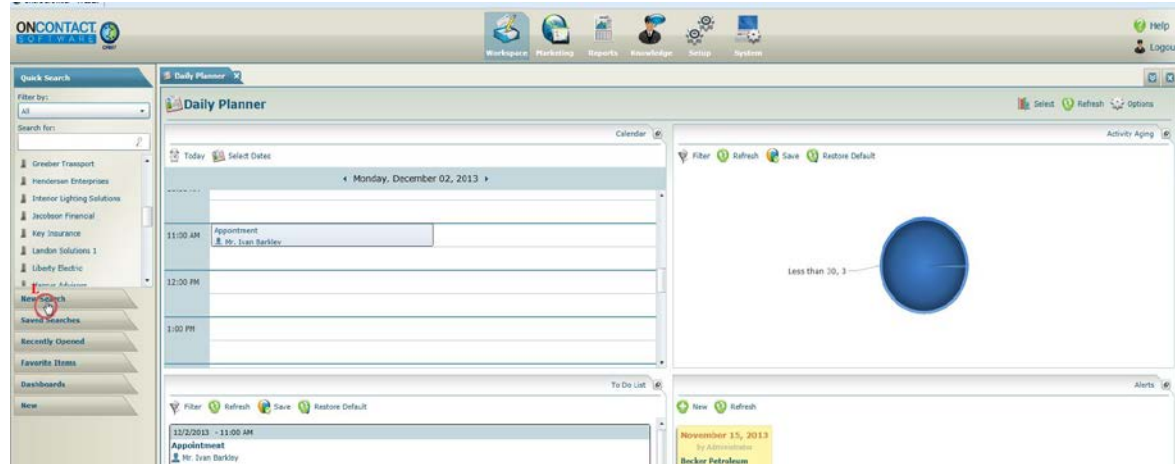 ONCONTACT
SOFTWARE
Workspace Marketing Reports Knowledge Setup System
Help
Logou
Quick Search
Filter by:
All
Search for:
Greeber Transport
Henderson Enterprises
Interior Lighting Solutions
Jacobson Financial
Key Insurance
Landon Solutions 1
Liberty Electric
L
New Search
Saved Searches
Recently Opened
Favorite Items
Dashboards
New
Daily Planner X
Daily Planner
Select Refresh Options
Calendar
Today Select Dates
Monday, December 02, 2013
11:00 AM
Appointment
Mr. Ivan Barkley
12:00 PM
1:00 PM
Activity Aging
Filter Refresh Save Restore Default
Less than 30, 3
To Do List
Filter Refresh Save Restore Default
12/2/2013 - 11:00 AM
Appointment
Mr. Ivan Barkley
Alerts
New Refresh
November 15, 2013
by Administrator
Becker Petroleum